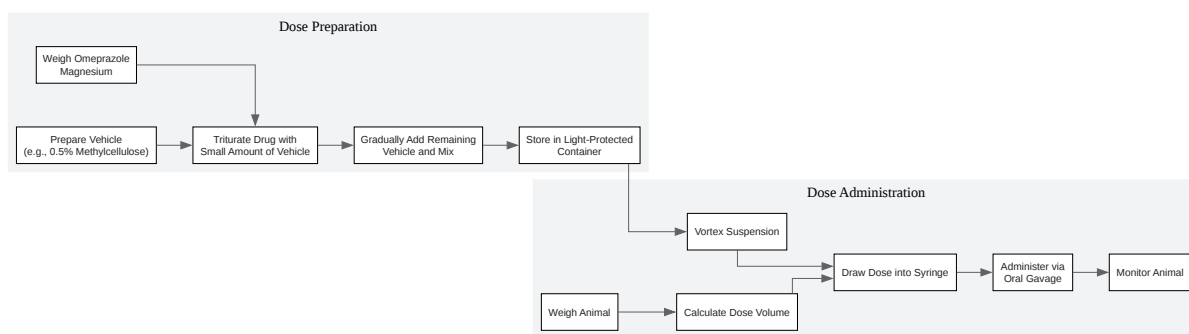 Dose Preparation
Weigh Omeprazole
Magnesium
Prepare Vehicle
(e.g., 0.5% Methylcellulose)
Triturate Drug with
Small Amount of Vehicle
Gradually Add Remaining
Vehicle and Mix
Store in Light-Protected
Container
Dose Administration
Vortex Suspension
Weigh Animal
Calculate Dose Volume
Draw Dose into Syringe
Administer via
Oral Gavage
Monitor Animal